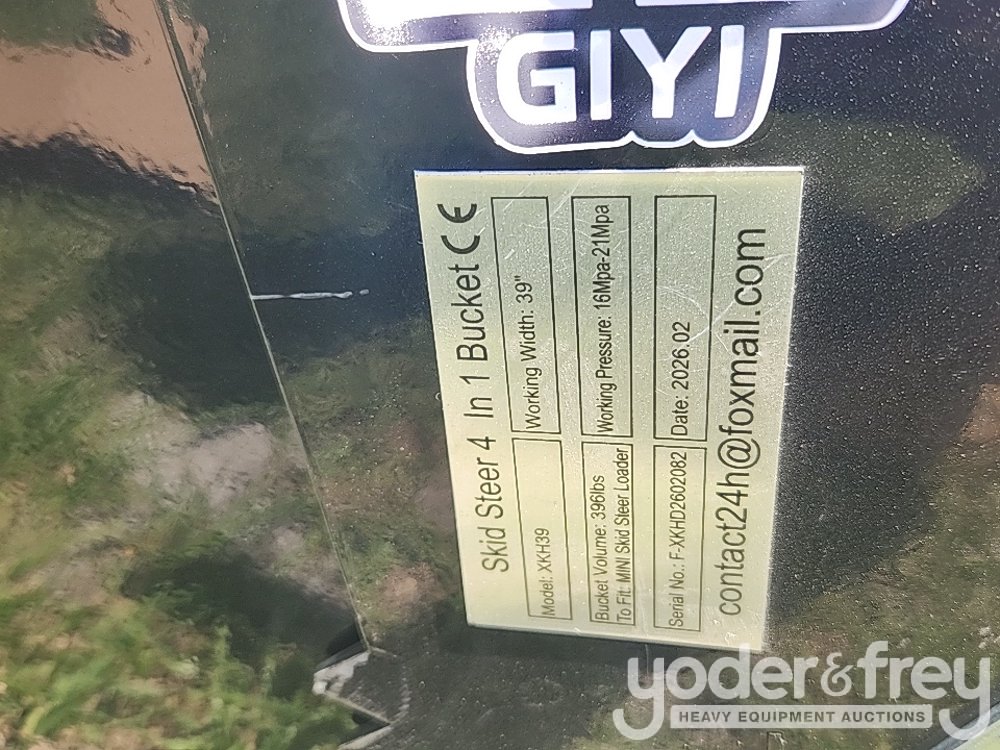 GIYI
Skid Steer 4 In 1 Bucket CE
Model: XKH39
Working Width: 39"
Bucket Volume: 396lbs
To Fit: MINI Skid Steer Loader
Working Pressure: 16Mpa-21Mpa
Serial No.: F-XKHD2602082
Date: 2026.02
contact24h@foxmail.com
yoder&frey
HEAVY EQUIPMENT AUCTIONS